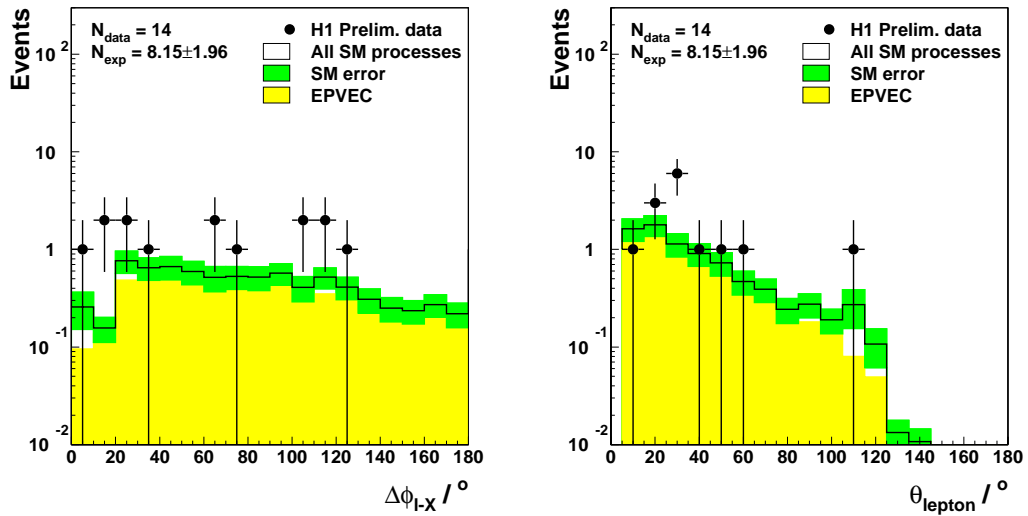 Events
N_data = 14
N_exp = 8.15±1.96
H1 Prelim. data
All SM processes
SM error
EPVEC
10^2
10
1
10^-1
10^-2
0 20 40 60 80 100 120 140 160 180
Δϕ_l-X / °
Events
N_data = 14
N_exp = 8.15±1.96
H1 Prelim. data
All SM processes
SM error
EPVEC
10^2
10
1
10^-1
10^-2
0 20 40 60 80 100 120 140 160 180
θ_lepton / °